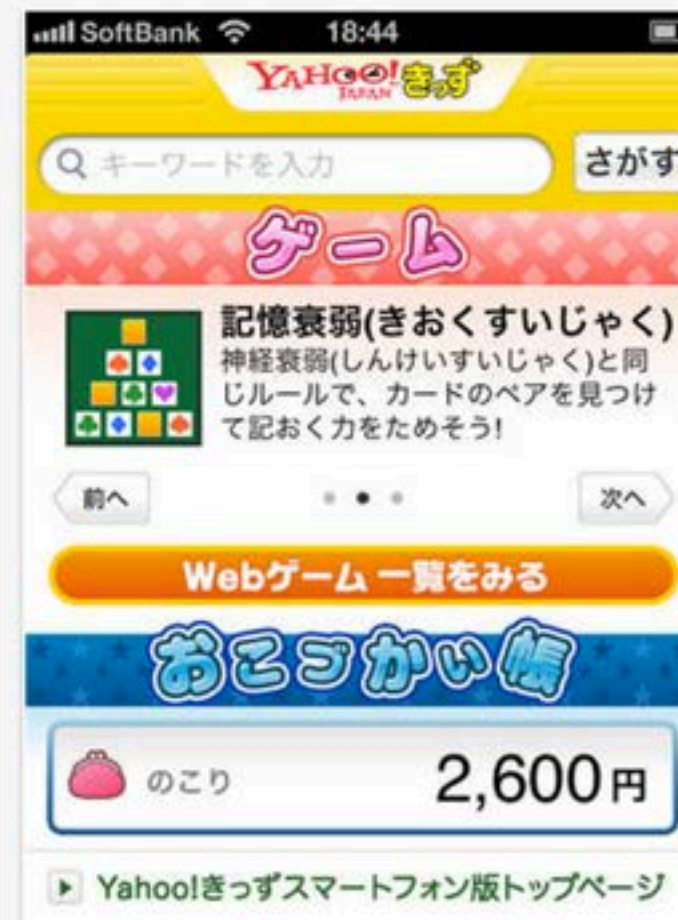 SoftBank 18:44
YAHOO! JAPAN きっず
キーワードを入力 さがす
ゲーム
記憶衰弱(きおくすいじゃく)
神経衰弱(しんけいすいじゃく)と同
じルールで、カードのペアを見つけ
て記おく力をためそう!
前へ 次へ
Webゲーム 一覧をみる
おこづかい帳
のこり 2,600円
Yahoo!きっずスマートフォン版トップページ